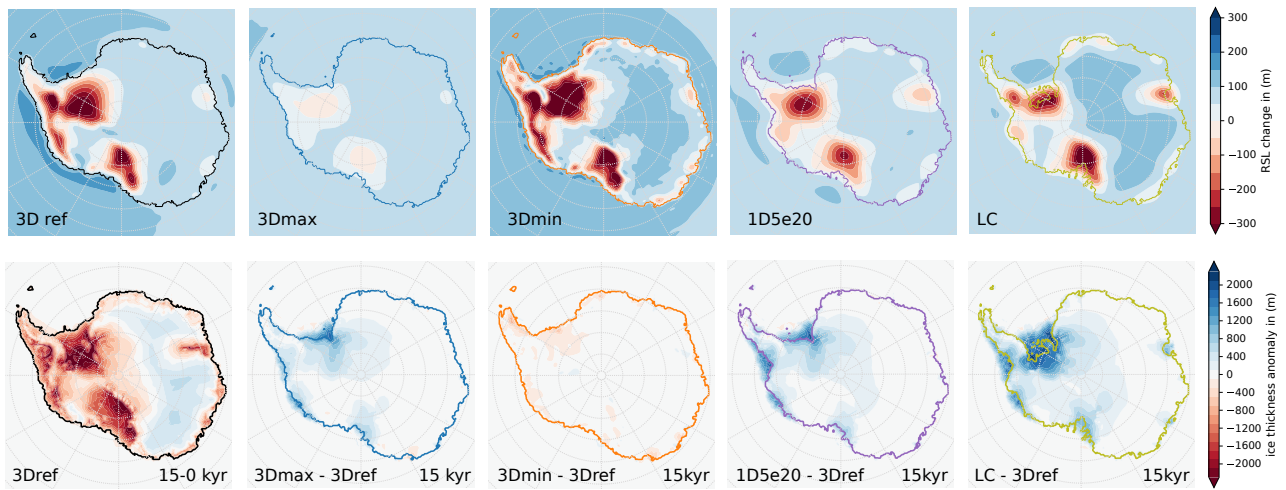 3D ref
3Dmax
3Dmin
1D5e20
LC
300
200
100
0
−100
−200
−300
RSL change in (m)
3Dref 15-0 kyr
3Dmax - 3Dref 15 kyr
3Dmin - 3Dref 15kyr
1D5e20 - 3Dref 15kyr
LC - 3Dref 15kyr
2000
1600
1200
800
400
0
−400
−800
−1200
−1600
−2000
ice thickness anomaly in (m)